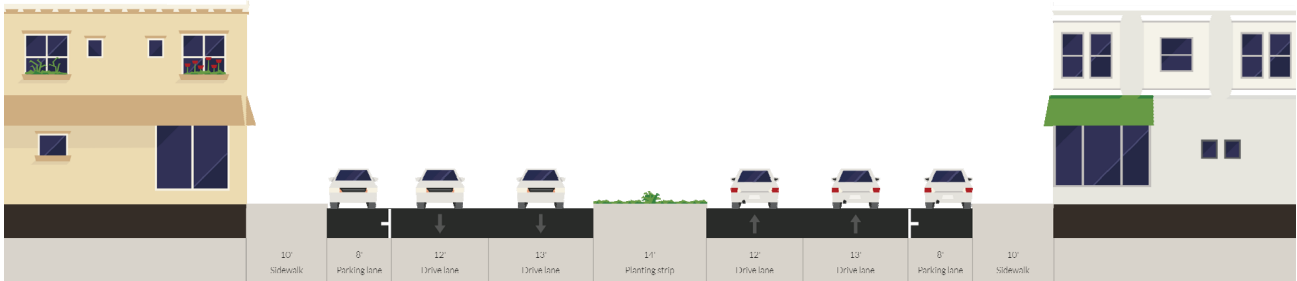 10' 8' 12' 13' 14' 12' 13' 8' 10'
Sidewalk Parking lane Drive lane Drive lane Planting strip Drive lane Drive lane Parking lane Sidewalk